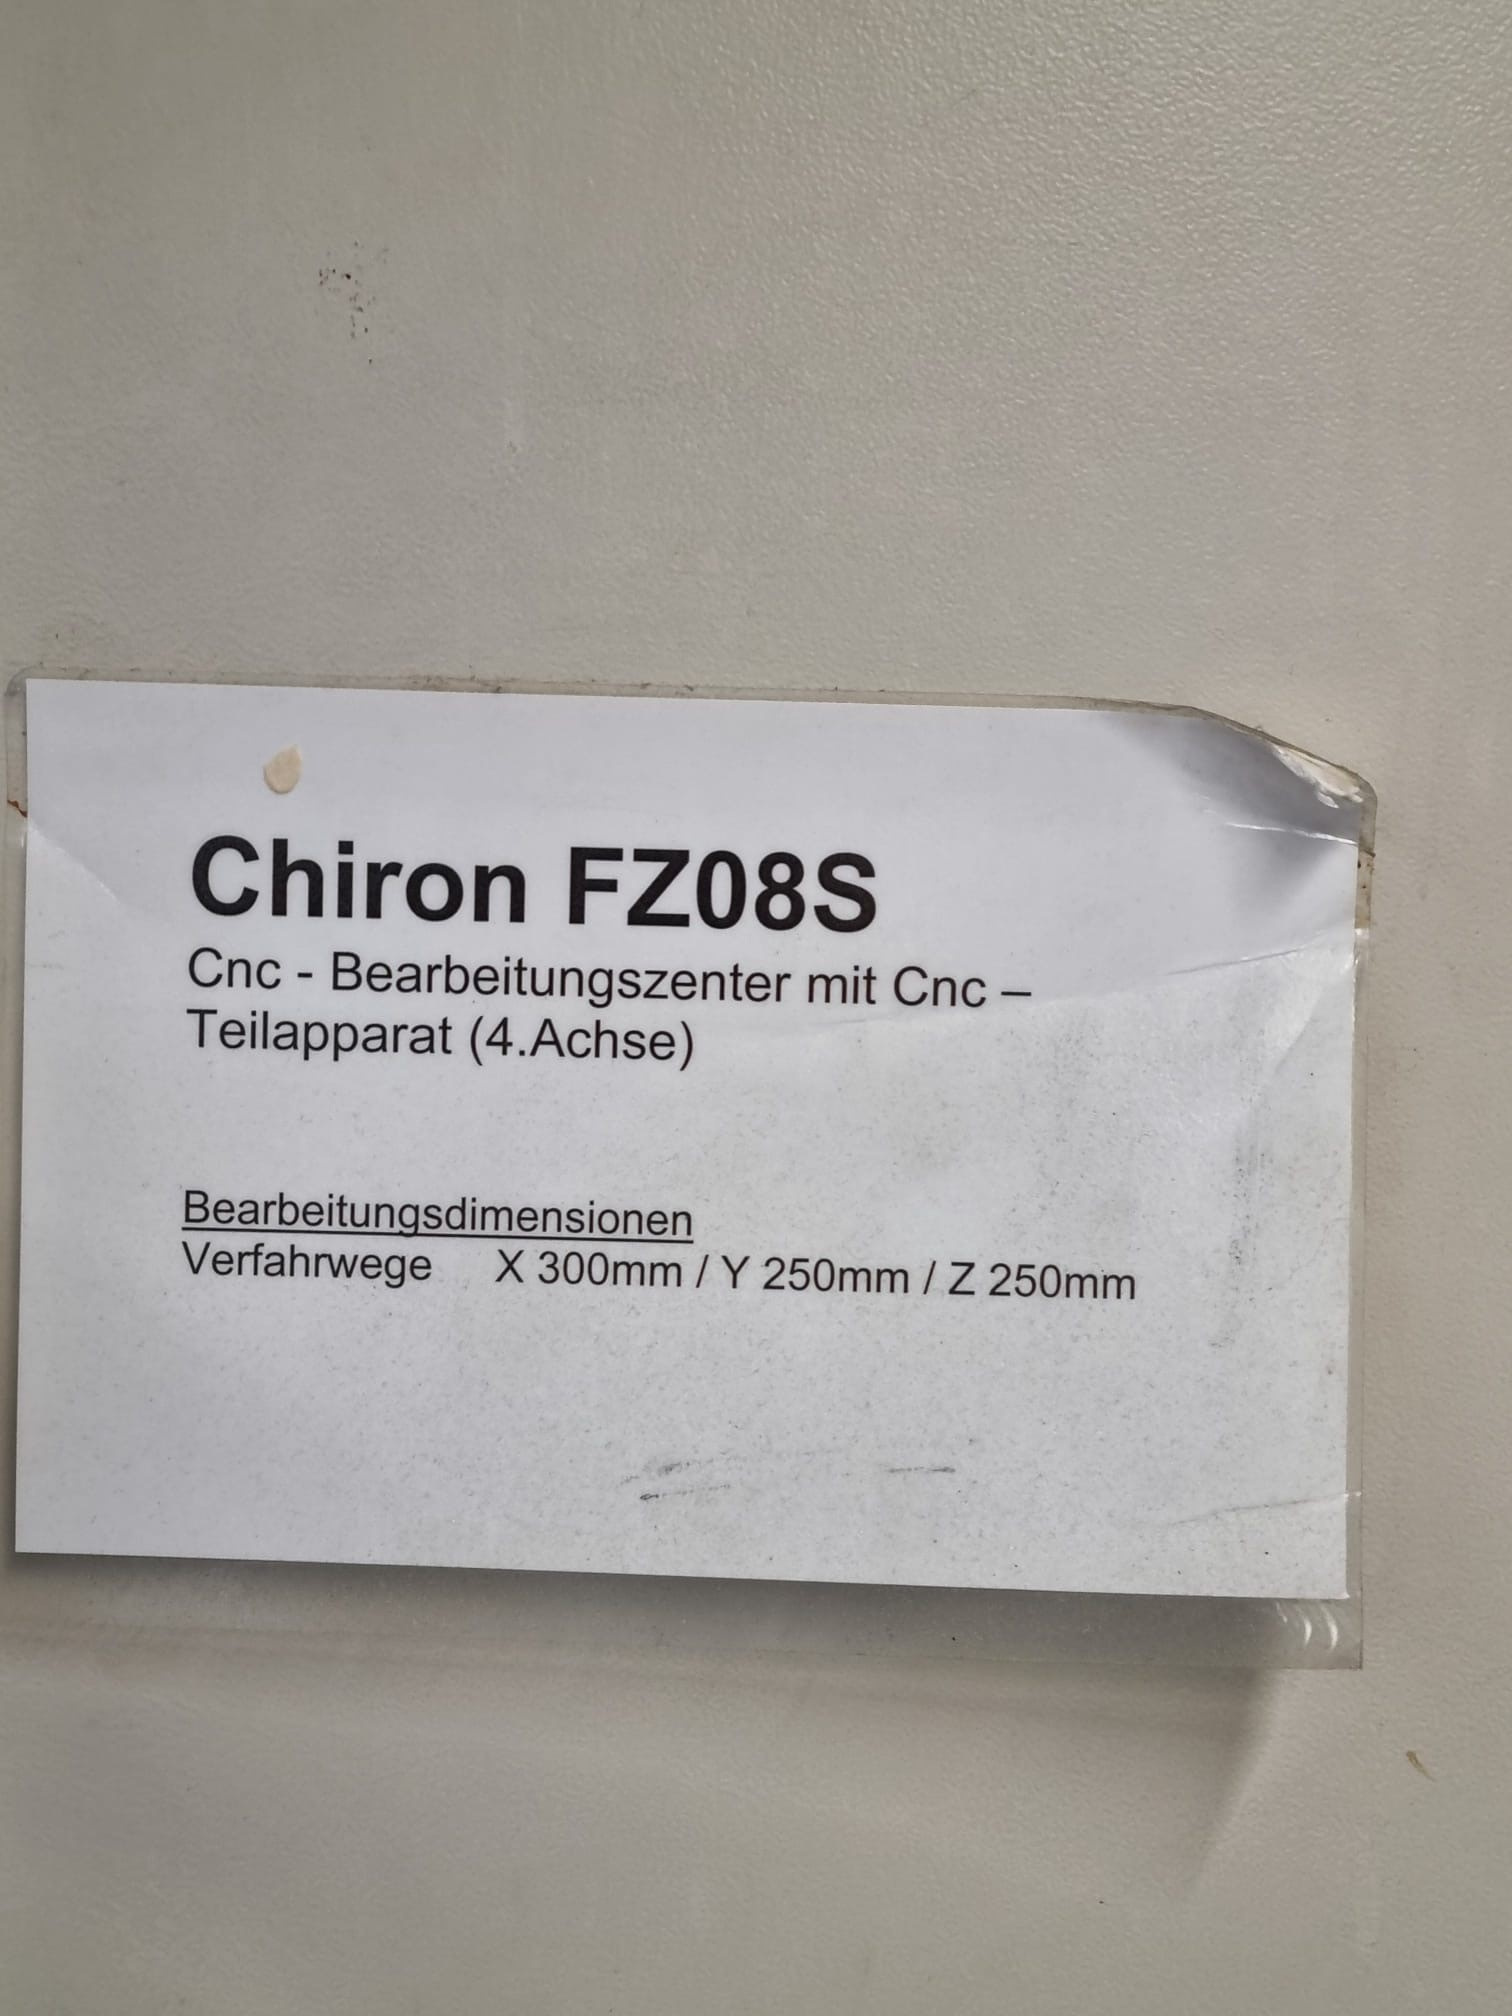 Chiron FZ08S
Cnc - Bearbeitungszenter mit Cnc –
Teilapparat (4.Achse)
Bearbeitungsdimensionen
Verfahrwege X 300mm / Y 250mm / Z 250mm